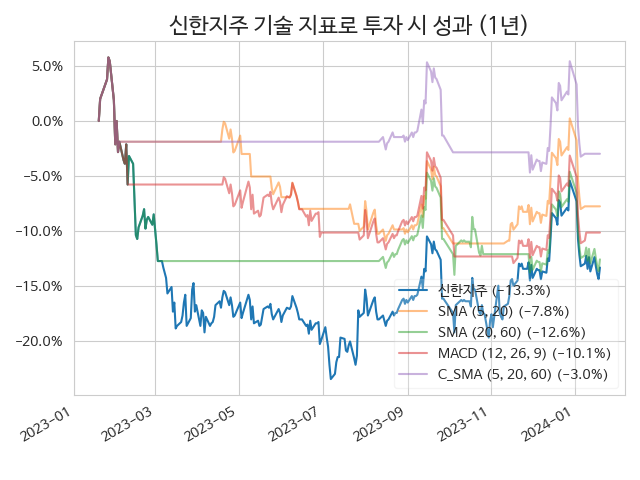 신한지주 기술 지표로 투자 시 성과 (1년)
5.0%
0.0%
−5.0%
−10.0%
−15.0%
−20.0%
신한지주 (−13.3%)
SMA (5, 20) (−7.8%)
SMA (20, 60) (−12.6%)
MACD (12, 26, 9) (−10.1%)
C_SMA (5, 20, 60) (−3.0%)
2023-01
2023-03
2023-05
2023-07
2023-09
2023-11
2024-01